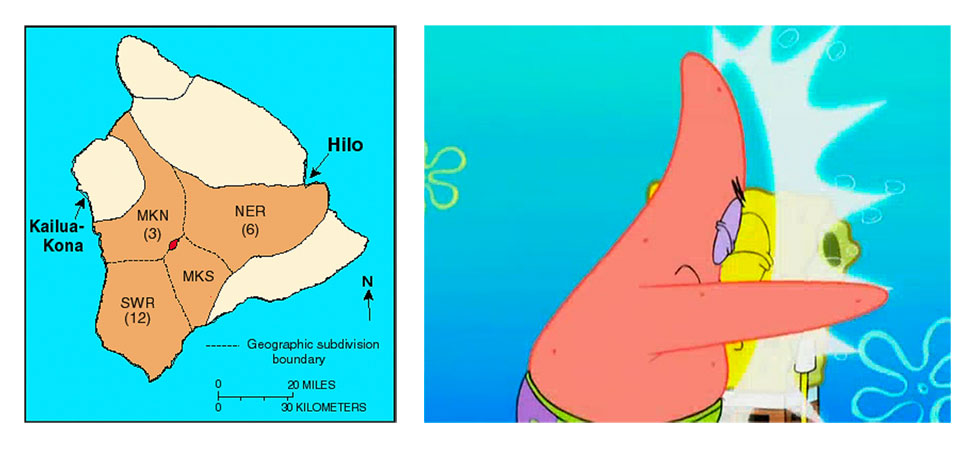 Hilo
MKN
(3)
NER
(6)
Kailua-
Kona
MKS
N
SWR
(12)
Geographic subdivision
boundary
0 20 MILES
0 30 KILOMETERS